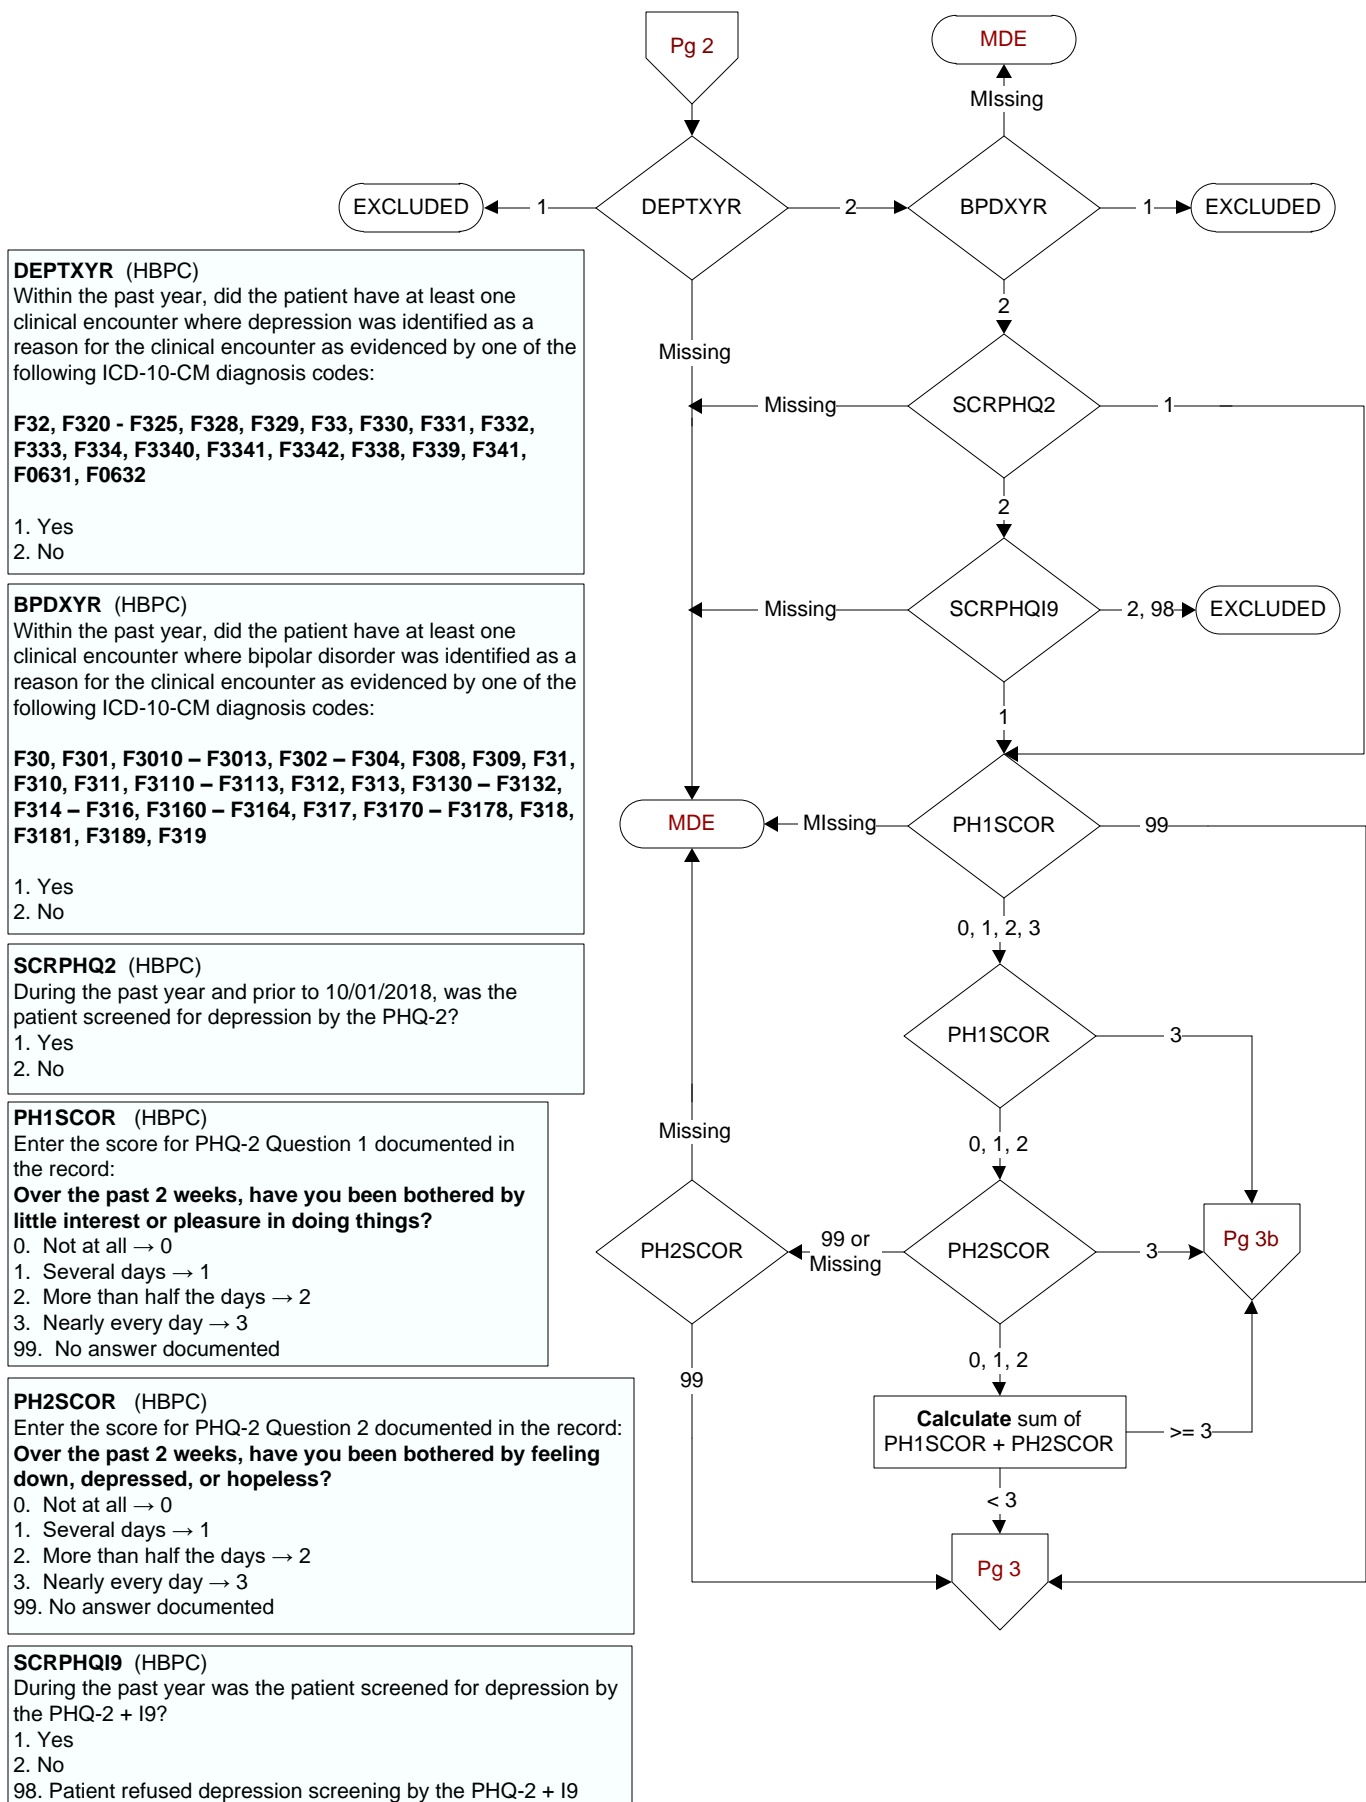 Pg 2
MDE
MIssing
EXCLUDED
1
DEPTXYR
2
BPDXYR
1
EXCLUDED
2
Missing
Missing
SCRPHQ2
1
2
Missing
SCRPHQI9
2, 98
EXCLUDED
1
MDE
MIssing
PH1SCOR
99
0, 1, 2, 3
PH1SCOR
3
Missing
0, 1, 2
PH2SCOR
99 or
Missing
PH2SCOR
3
Pg 3b
0, 1, 2
99
Calculate sum of
PH1SCOR + PH2SCOR
>= 3
< 3
Pg 3
DEPTXYR (HBPC)
Within the past year, did the patient have at least one
clinical encounter where depression was identified as a
reason for the clinical encounter as evidenced by one of the
following ICD-10-CM diagnosis codes:
F32, F320 - F325, F328, F329, F33, F330, F331, F332,
F333, F334, F3340, F3341, F3342, F338, F339, F341,
F0631, F0632
1. Yes
2. No
BPDXYR (HBPC)
Within the past year, did the patient have at least one
clinical encounter where bipolar disorder was identified as a
reason for the clinical encounter as evidenced by one of the
following ICD-10-CM diagnosis codes:
F30, F301, F3010 – F3013, F302 – F304, F308, F309, F31,
F310, F311, F3110 – F3113, F312, F313, F3130 – F3132,
F314 – F316, F3160 – F3164, F317, F3170 – F3178, F318,
F3181, F3189, F319
1. Yes
2. No
SCRPHQ2 (HBPC)
During the past year and prior to 10/01/2018, was the
patient screened for depression by the PHQ-2?
1. Yes
2. No
PH1SCOR (HBPC)
Enter the score for PHQ-2 Question 1 documented in
the record:
Over the past 2 weeks, have you been bothered by
little interest or pleasure in doing things?
0. Not at all → 0
1. Several days → 1
2. More than half the days → 2
3. Nearly every day → 3
99. No answer documented
PH2SCOR (HBPC)
Enter the score for PHQ-2 Question 2 documented in the record:
Over the past 2 weeks, have you been bothered by feeling
down, depressed, or hopeless?
0. Not at all → 0
1. Several days → 1
2. More than half the days → 2
3. Nearly every day → 3
99. No answer documented
SCRPHQI9 (HBPC)
During the past year was the patient screened for depression by
the PHQ-2 + I9?
1. Yes
2. No
98. Patient refused depression screening by the PHQ-2 + I9